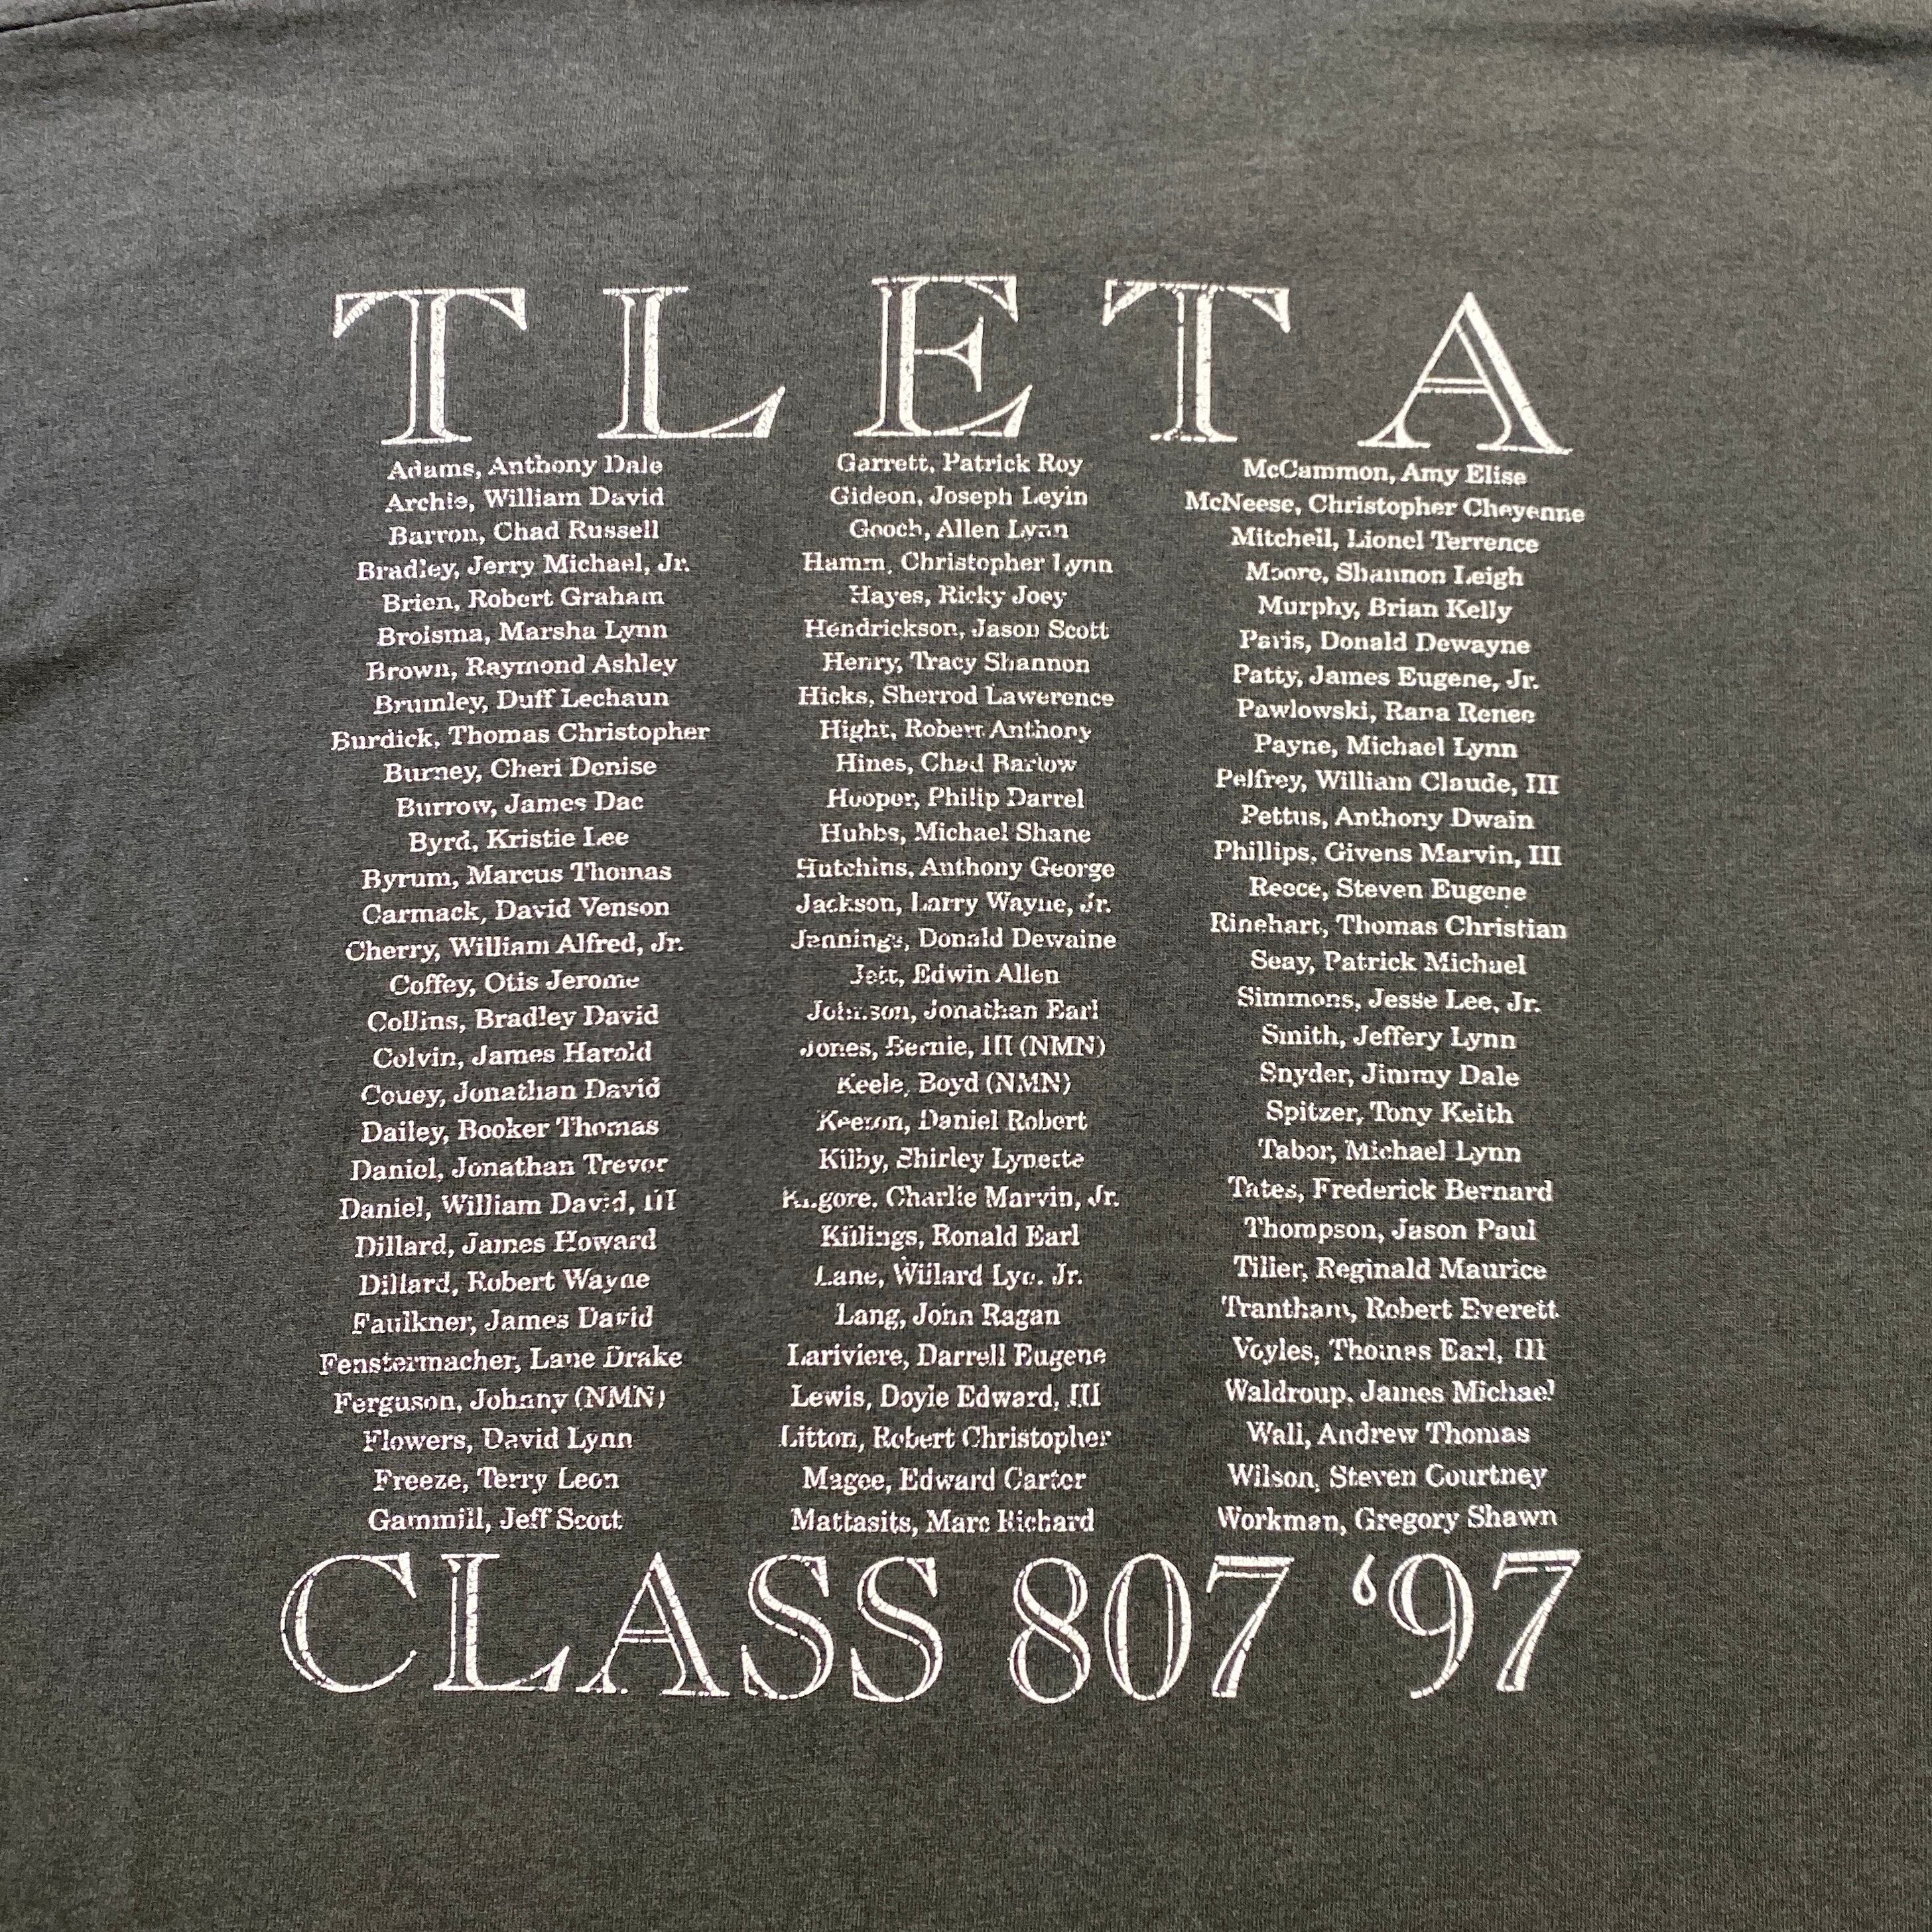 TLETA
Adams, Anthony Dale
Archie, William David
Barron, Chad Russell
Bradley, Jerry Michael, Jr.
Brien, Robert Graham
Broisma, Marsha Lynn
Brown, Raymond Ashley
Brumley, Duff Lechaun
Burdick, Thomas Christopher
Burney, Cheri Denise
Burrow, James Dae
Byrd, Kristie Lee
Byrum, Marcus Thomas
Carmack, David Venson
Cherry, William Alfred, Jr.
Coffey, Otis Jerome
Collins, Bradley David
Colvin, James Harold
Couey, Jonathan David
Dailey, Booker Thomas
Daniel, Jonathan Trevor
Daniel, William David, III
Dillard, James Howard
Dillard, Robert Wayne
Faulkner, James David
Fenstermacher, Lane Drake
Ferguson, Johnny (NMN)
Flowers, David Lynn
Freeze, Terry Leon
Gammill, Jeff Scott
Garrett, Patrick Roy
Gideon, Joseph Leyin
Gooch, Allen Lynn
Hamm, Christopher Lynn
Hayes, Ricky Joey
Hendrickson, Jason Scott
Henry, Tracy Shannon
Hicks, Sherrod Lawerence
Hight, Robert Anthony
Hines, Chad Barlow
Hooper, Philip Darrel
Hubbs, Michael Shane
Hutchins, Anthony George
Jackson, Larry Wayne, Jr.
Jennings, Donald Dewaine
Jett, Edwin Allen
Johnson, Jonathan Earl
Jones, Bernie, III (NMN)
Keele, Boyd (NMN)
Keeton, Daniel Robert
Kilby, Shirley Lynette
Kilgore, Charlie Marvin, Jr.
Killings, Ronald Earl
Lane, Willard Lye, Jr.
Lang, John Ragan
Lariviere, Darrell Eugene
Lewis, Doyle Edward, III
Litton, Robert Christopher
Magee, Edward Carter
Mattasits, Marc Richard
McCammon, Amy Elise
McNeese, Christopher Cheyenne
Mitchell, Lionel Terrence
Moore, Shannon Leigh
Murphy, Brian Kelly
Paris, Donald Dewayne
Patty, James Eugene, Jr.
Pawlowski, Rana Renee
Payne, Michael Lynn
Pelfrey, William Claude, III
Pettus, Anthony Dwain
Phillips, Givens Marvin, III
Reece, Steven Eugene
Rinehart, Thomas Christian
Seay, Patrick Michael
Simmons, Jesse Lee, Jr.
Smith, Jeffery Lynn
Snyder, Jimmy Dale
Spitzer, Tony Keith
Tabor, Michael Lynn
Tates, Frederick Bernard
Thompson, Jason Paul
Tiller, Reginald Maurice
Trantham, Robert Everett
Voyles, Thomas Earl, III
Waldroup, James Michael
Wall, Andrew Thomas
Wilson, Steven Courtney
Workman, Gregory Shawn
CLASS 807 '97